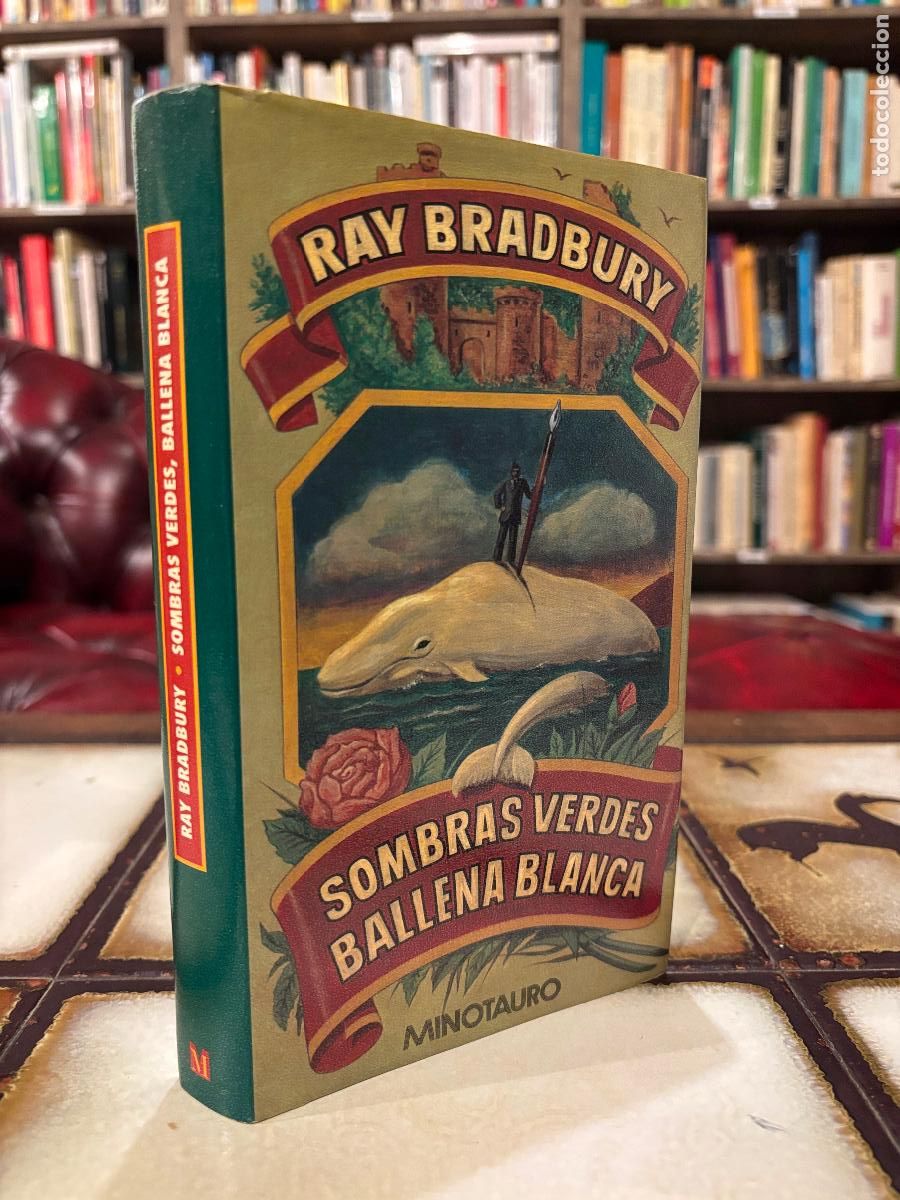 RAY BRADBURY
SOMBRAS VERDES
BALLENA BLANCA
MINOTAURO
RAY BRADBURY • SOMBRAS VERDES, BALLENA BLANCA
M
todocoleccion